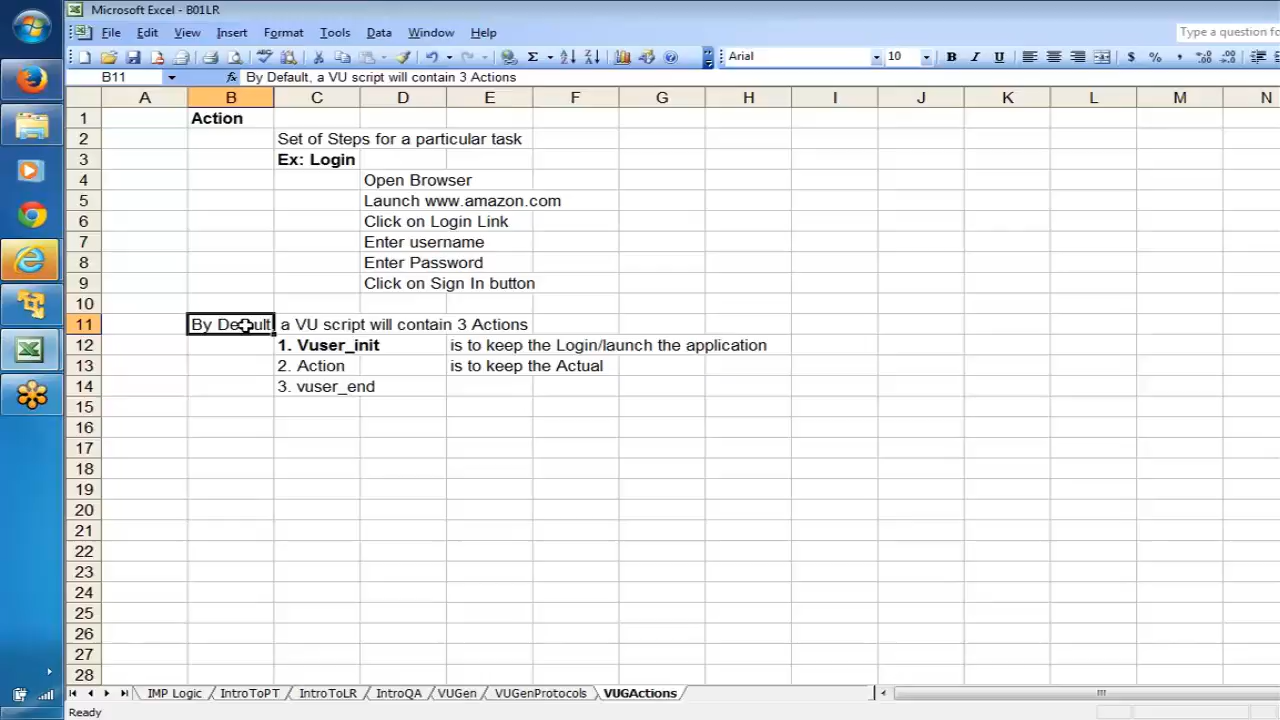 Microsoft Excel - B01LR
File Edit View Insert Format Tools Data Window Help
Type a question fo
Arial 10 B I U $ %
B11 fx By Default, a VU script will contain 3 Actions
A B C D E F G H I J K L M N
1 Action
2 Set of Steps for a particular task
3 Ex: Login
4 Open Browser
5 Launch www.amazon.com
6 Click on Login Link
7 Enter username
8 Enter Password
9 Click on Sign In button
10
11 By Default, a VU script will contain 3 Actions
12 1. Vuser_init is to keep the Login/launch the application
13 2. Action is to keep the Actual
14 3. vuser_end
15
16
17
18
19
20
21
22
23
24
25
26
27
28
IMP Logic IntroToPT IntroToLR IntroQA VUGen VUGenProtocols VUGActions
Ready